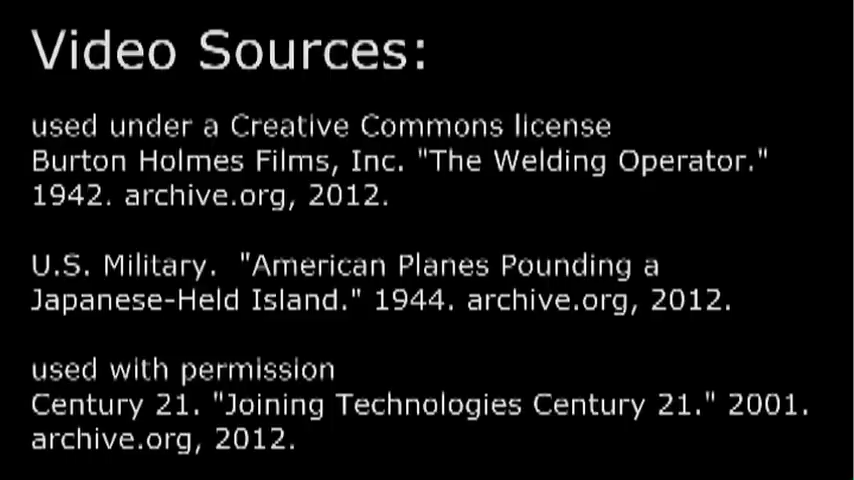 Video Sources:
used under a Creative Commons license
Burton Holmes Films, Inc. "The Welding Operator."
1942. archive.org, 2012.
U.S. Military.  "American Planes Pounding a
Japanese-Held Island." 1944. archive.org, 2012.
used with permission
Century 21. "Joining Technologies Century 21." 2001.
archive.org, 2012.